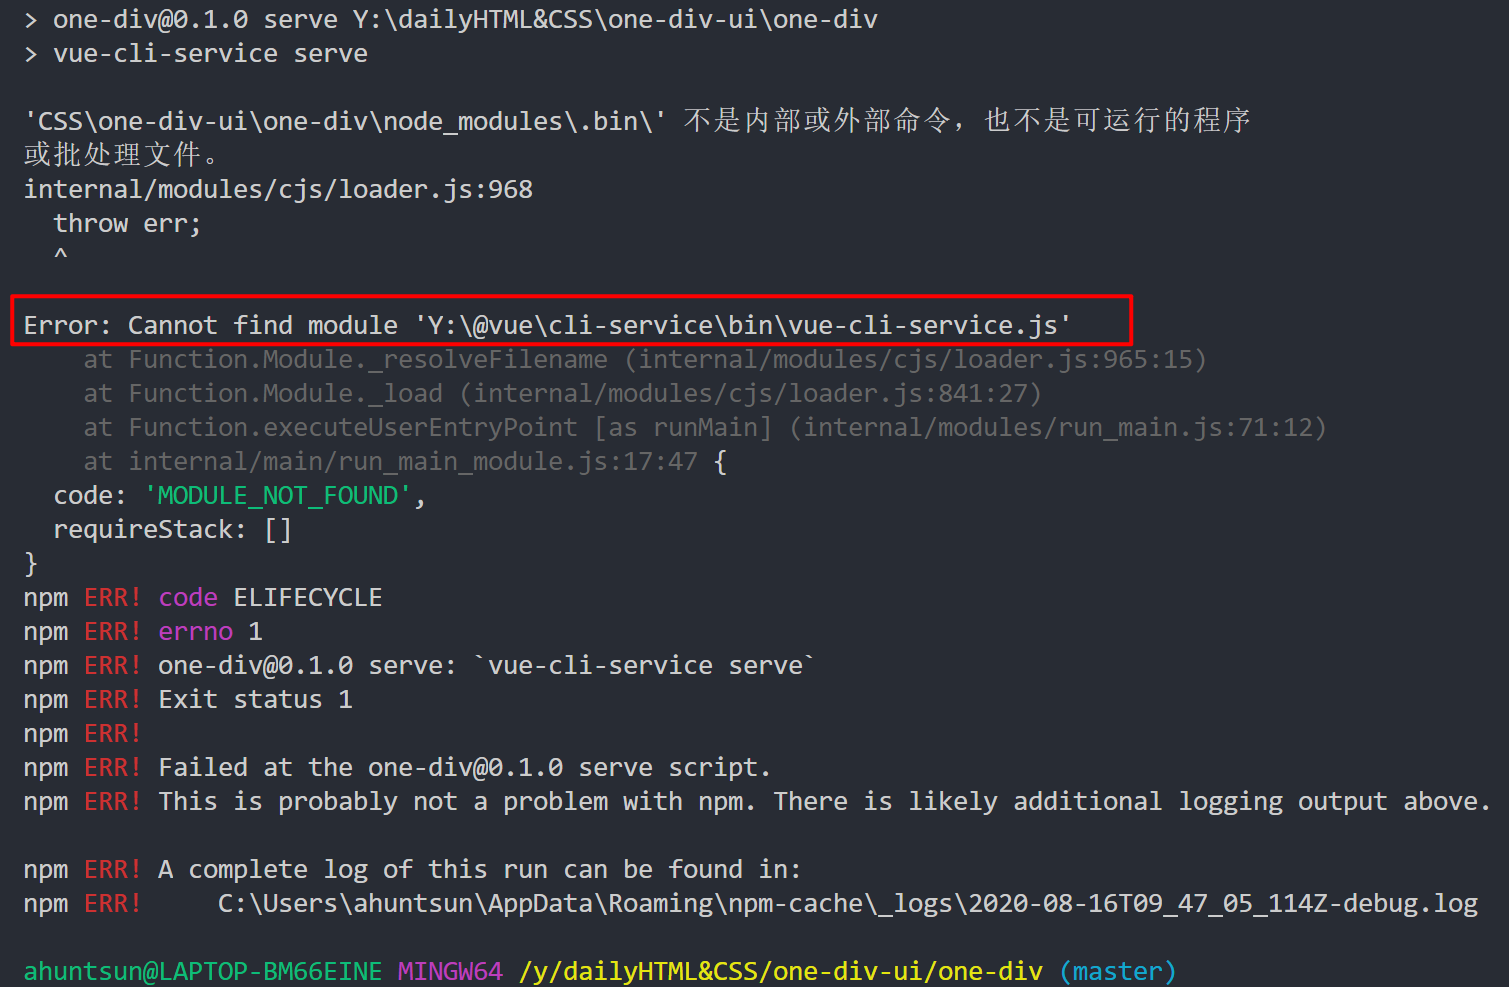 > one-div@0.1.0 serve Y:\dailyHTML&CSS\one-div-ui\one-div
> vue-cli-service serve
'CSS\one-div-ui\one-div\node_modules\.bin\' 不是内部或外部命令，也不是可运行的程序
或批处理文件。
internal/modules/cjs/loader.js:968
  throw err;
  ^
Error: Cannot find module 'Y:\@vue\cli-service\bin\vue-cli-service.js'
    at Function.Module._resolveFilename (internal/modules/cjs/loader.js:965:15)
    at Function.Module._load (internal/modules/cjs/loader.js:841:27)
    at Function.executeUserEntryPoint [as runMain] (internal/modules/run_main.js:71:12)
    at internal/main/run_main_module.js:17:47 {
  code: 'MODULE_NOT_FOUND',
  requireStack: []
}
npm ERR! code ELIFECYCLE
npm ERR! errno 1
npm ERR! one-div@0.1.0 serve: `vue-cli-service serve`
npm ERR! Exit status 1
npm ERR!
npm ERR! Failed at the one-div@0.1.0 serve script.
npm ERR! This is probably not a problem with npm. There is likely additional logging output above.
npm ERR! A complete log of this run can be found in:
npm ERR!     C:\Users\ahuntsun\AppData\Roaming\npm-cache\_logs\2020-08-16T09_47_05_114Z-debug.log
ahuntsun@LAPTOP-BM66EINE MINGW64 /y/dailyHTML&CSS/one-div-ui/one-div (master)